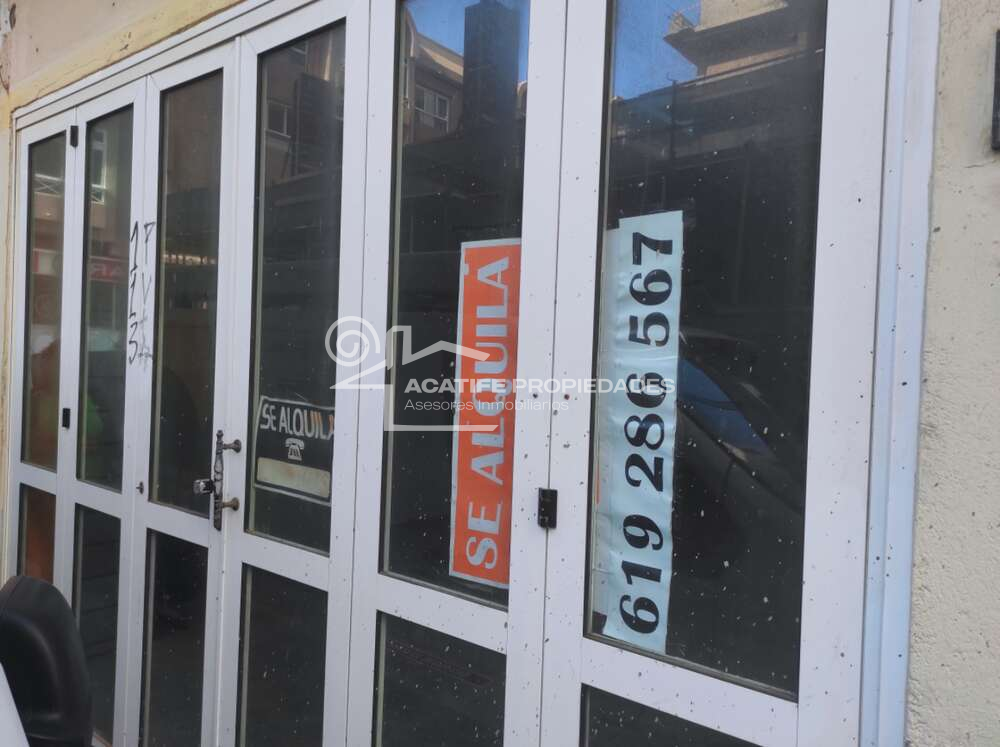 SE ALQUILA
SE ALQUILA
619 286 567
ACATIFE PROPIEDADES
Asesores Inmobiliarios